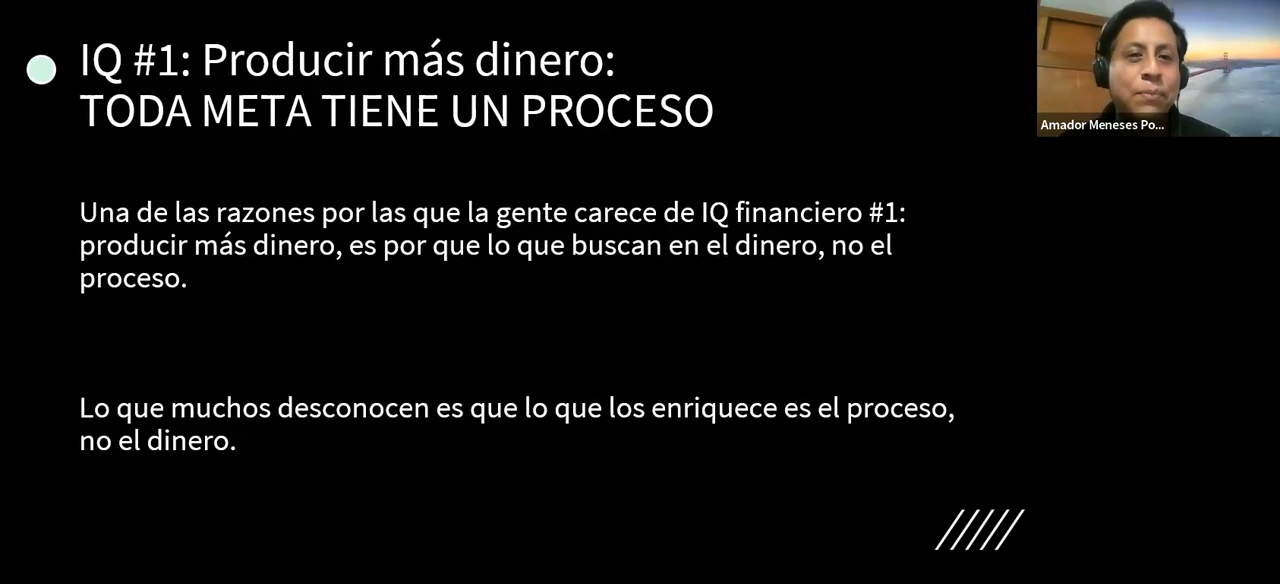 IQ #1: Producir más dinero:
TODA META TIENE UN PROCESO
Una de las razones por las que la gente carece de IQ financiero #1:
producir más dinero, es por que lo que buscan en el dinero, no el
proceso.
Lo que muchos desconocen es que lo que los enriquece es el proceso,
no el dinero.
Amador Meneses Po...